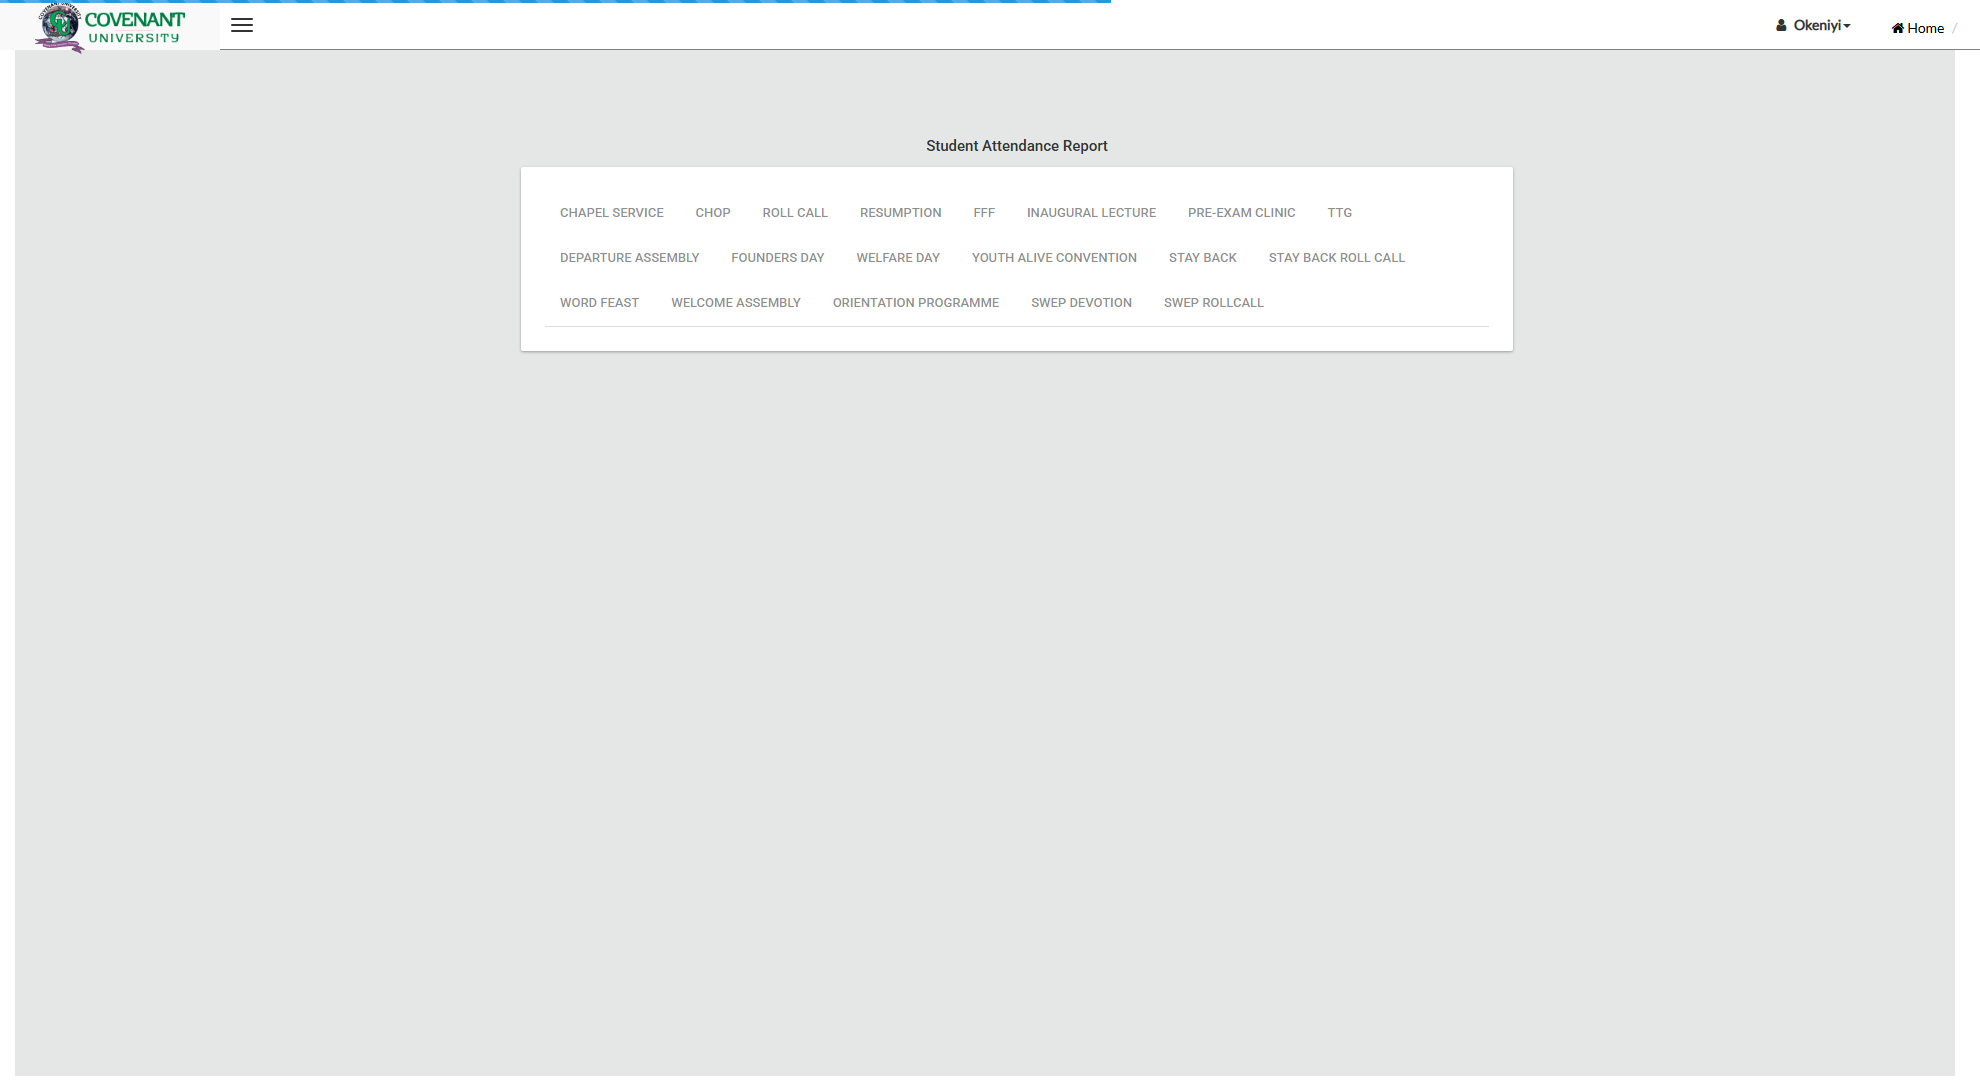 COVENANT
UNIVERSITY
Okeniyi
Home /
Student Attendance Report
CHAPEL SERVICE CHOP ROLL CALL RESUMPTION FFF INAUGURAL LECTURE PRE-EXAM CLINIC TTG
DEPARTURE ASSEMBLY FOUNDERS DAY WELFARE DAY YOUTH ALIVE CONVENTION STAY BACK STAY BACK ROLL CALL
WORD FEAST WELCOME ASSEMBLY ORIENTATION PROGRAMME SWEP DEVOTION SWEP ROLLCALL